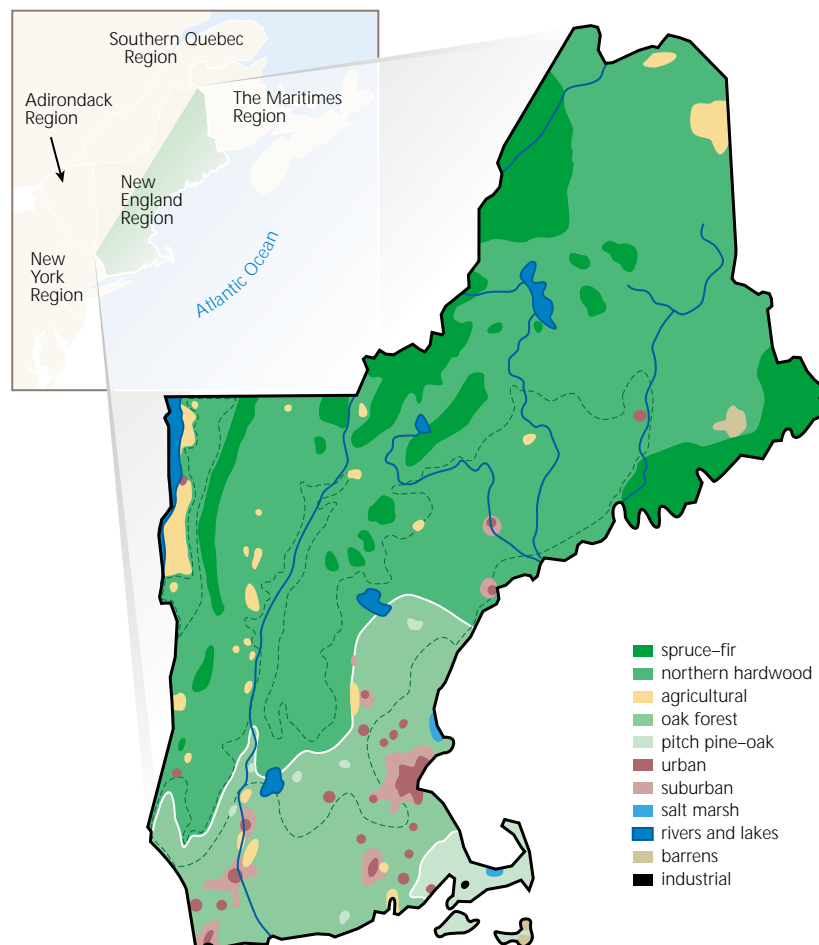 Southern Quebec
Region
Adirondack
Region
The Maritimes
Region
New
England
Region
New
York
Region
Atlantic Ocean
spruce–fir
northern hardwood
agricultural
oak forest
pitch pine–oak
urban
suburban
salt marsh
rivers and lakes
barrens
industrial